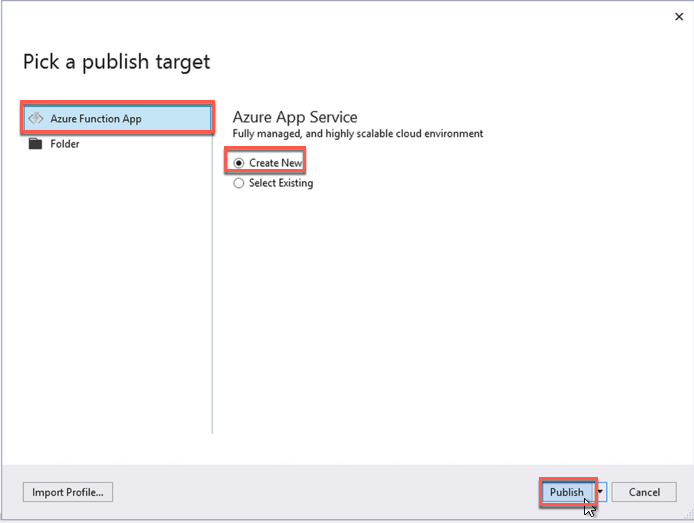 Pick a publish target
Azure Function App
Folder
Azure App Service
Fully managed, and highly scalable cloud environment
Create New
Select Existing
Import Profile...
Publish
Cancel